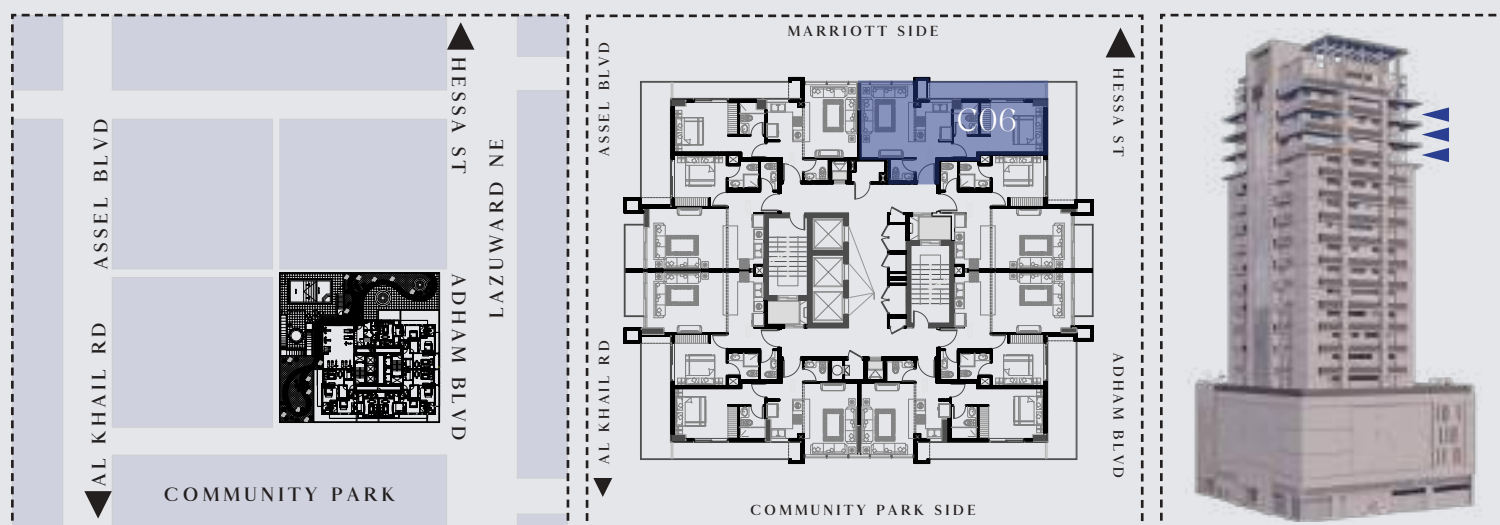 HESSA ST
ASSEL BLVD
LAZUWARD NE
ADHAM BLVD
AL KHAIL RD
COMMUNITY PARK
MARRIOTT SIDE
ASSEL BLVD
HESSA ST
C06
AL KHAIL RD
ADHAM BLVD
COMMUNITY PARK SIDE